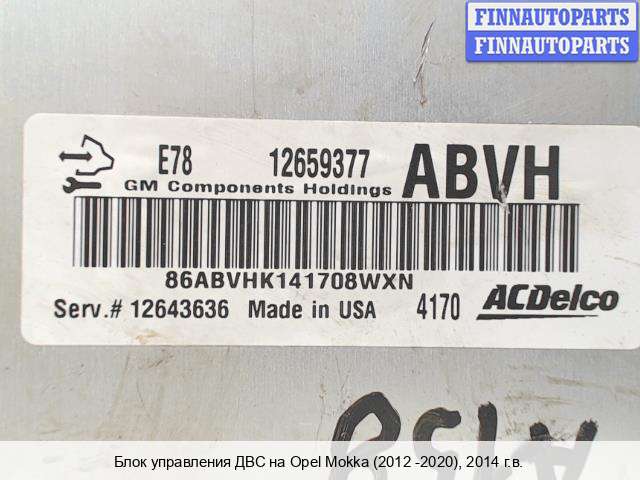 FINNAUTOPARTS
FINNAUTOPARTS
E78 12659377 ABVH
GM Components Holdings
86ABVHK141708WXN
Serv.# 12643636 Made in USA 4170 ACDelco
Блок управления ДВС на Opel Mokka (2012 -2020), 2014 г.в.